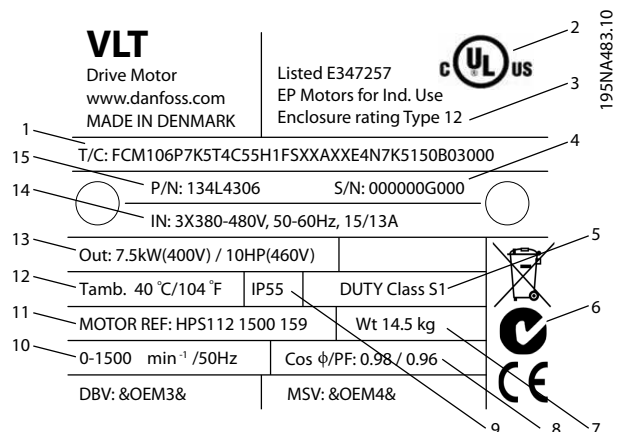 VLT
Drive Motor
www.danfoss.com
MADE IN DENMARK
Listed E347257
EP Motors for Ind. Use
Enclosure rating Type 12
C UL US
®
2
3
195NA483.10
1
T/C: FCM106P7K5T4C55H1FSXXAXXE4N7K5150B03000
4
15
P/N: 134L4306 S/N: 000000G000
14
IN: 3X380-480V, 50-60Hz, 15/13A
13
Out: 7.5kW(400V) / 10HP(460V)
5
12
Tamb. 40 °C/104 °F IP55 DUTY Class S1
6
11
MOTOR REF: HPS112 1500 159 Wt 14.5 kg
10
0-1500 min⁻¹ /50Hz Cos ϕ/PF: 0.98 / 0.96
CE
DBV: &OEM3& MSV: &OEM4&
9 8 7